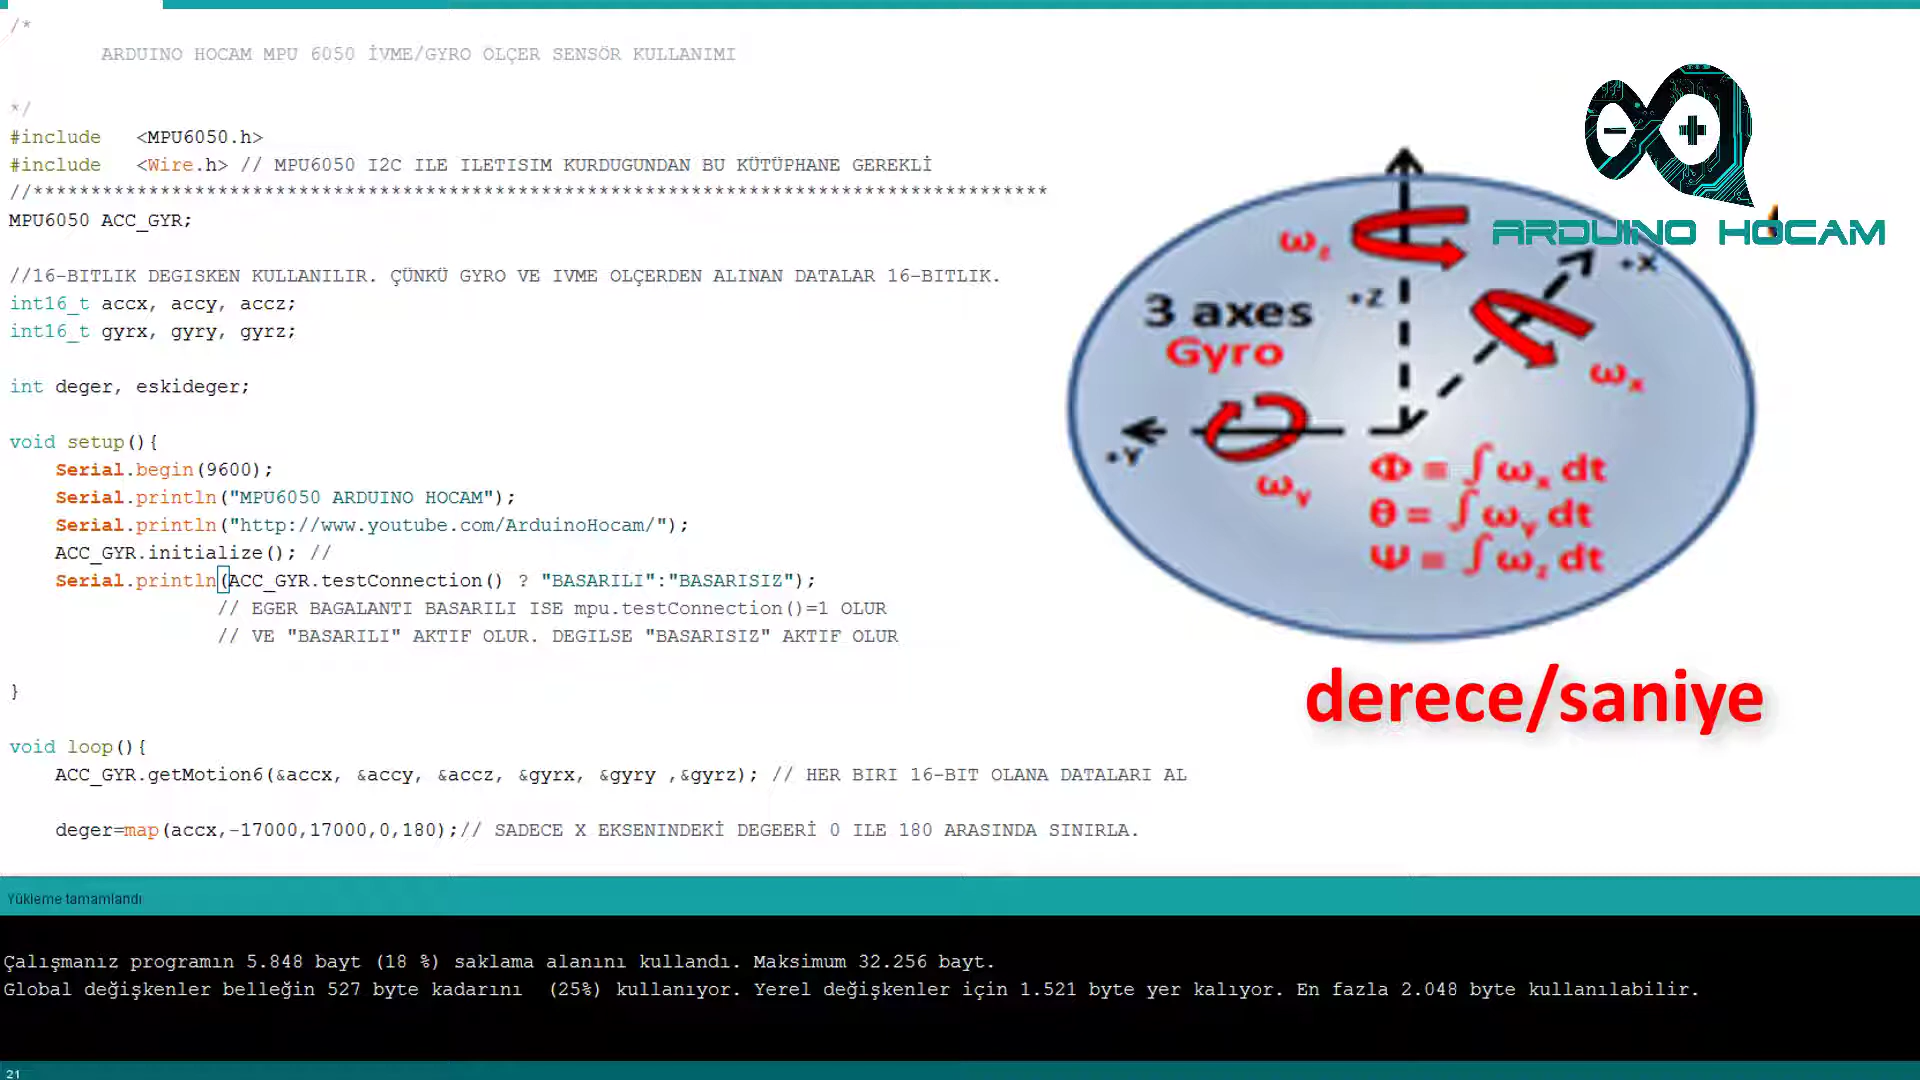 /*
ARDUINO HOCAM MPU 6050 İVME/GYRO ÖLÇER SENSÖR KULLANIMI
*/
#include <MPU6050.h>
#include <Wire.h> // MPU6050 I2C ILE ILETISIM KURDUGUNDAN BU KÜTÜPHANE GEREKLİ
//****************************************************************************************
MPU6050 ACC_GYR;
//16-BITLIK DEGISKEN KULLANILIR. ÇÜNKÜ GYRO VE IVME OLÇERDEN ALINAN DATALAR 16-BITLIK.
int16_t accx, accy, accz;
int16_t gyrx, gyry, gyrz;
int deger, eskideger;
void setup(){
Serial.begin(9600);
Serial.println("MPU6050 ARDUINO HOCAM");
Serial.println("http://www.youtube.com/ArduinoHocam/");
ACC_GYR.initialize(); //
Serial.println(ACC_GYR.testConnection() ? "BASARILI":"BASARISIZ");
// EGER BAGALANTI BASARILI ISE mpu.testConnection()=1 OLUR
// VE "BASARILI" AKTIF OLUR. DEGILSE "BASARISIZ" AKTIF OLUR
}
void loop(){
ACC_GYR.getMotion6(&accx, &accy, &accz, &gyrx, &gyry ,&gyrz); // HER BIRI 16-BIT OLANA DATALARI AL
deger=map(accx,-17000,17000,0,180);// SADECE X EKSENINDEKİ DEGEERİ 0 ILE 180 ARASINDA SINIRLA.
ARDUINO HOCAM
ωz
+X
+Z
3 axes
Gyro
ωx
+Y
ωy
Φ = ∫ωx dt
θ = ∫ωy dt
Ψ = ∫ωz dt
derece/saniye
Yükleme tamamlandı
Çalışmanız programın 5.848 bayt (18 %) saklama alanını kullandı. Maksimum 32.256 bayt.
Global değişkenler belleğin 527 byte kadarını (25%) kullanıyor. Yerel değişkenler için 1.521 byte yer kalıyor. En fazla 2.048 byte kullanılabilir.
21